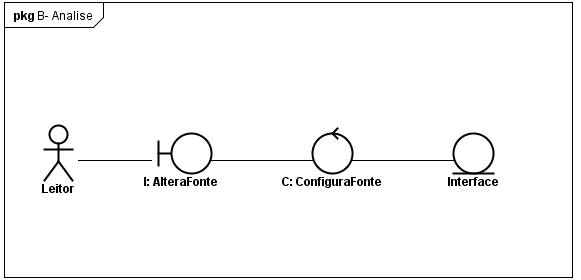 pkg B- Analise
Leitor
I: AlteraFonte
C: ConfiguraFonte
Interface